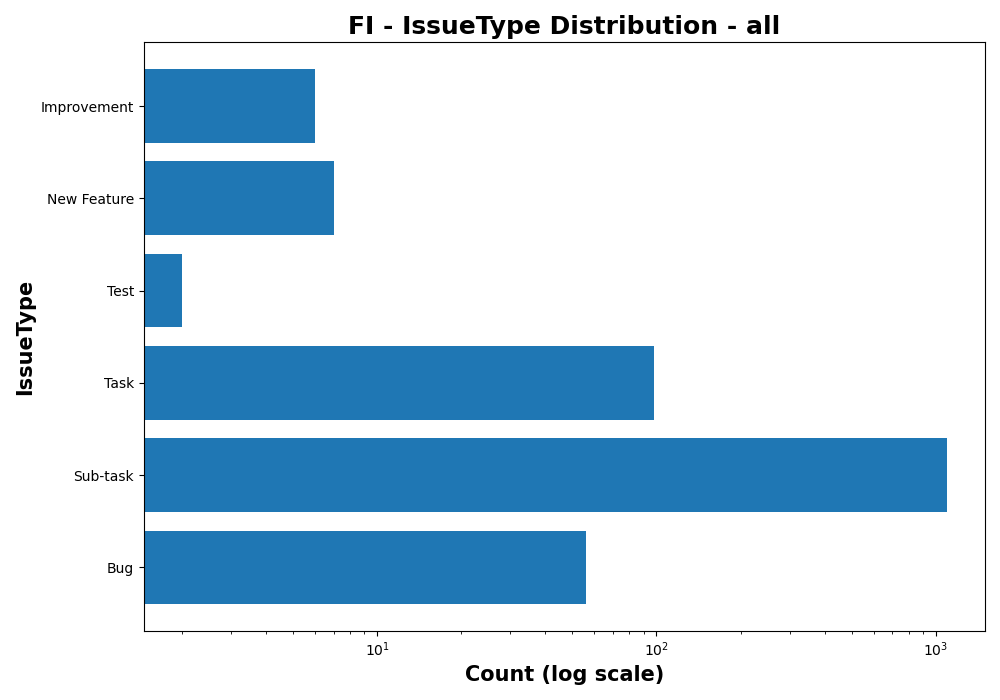 FI - IssueType Distribution - all
IssueType
Improvement
New Feature
Test
Task
Sub-task
Bug
10¹ 10² 10³
Count (log scale)